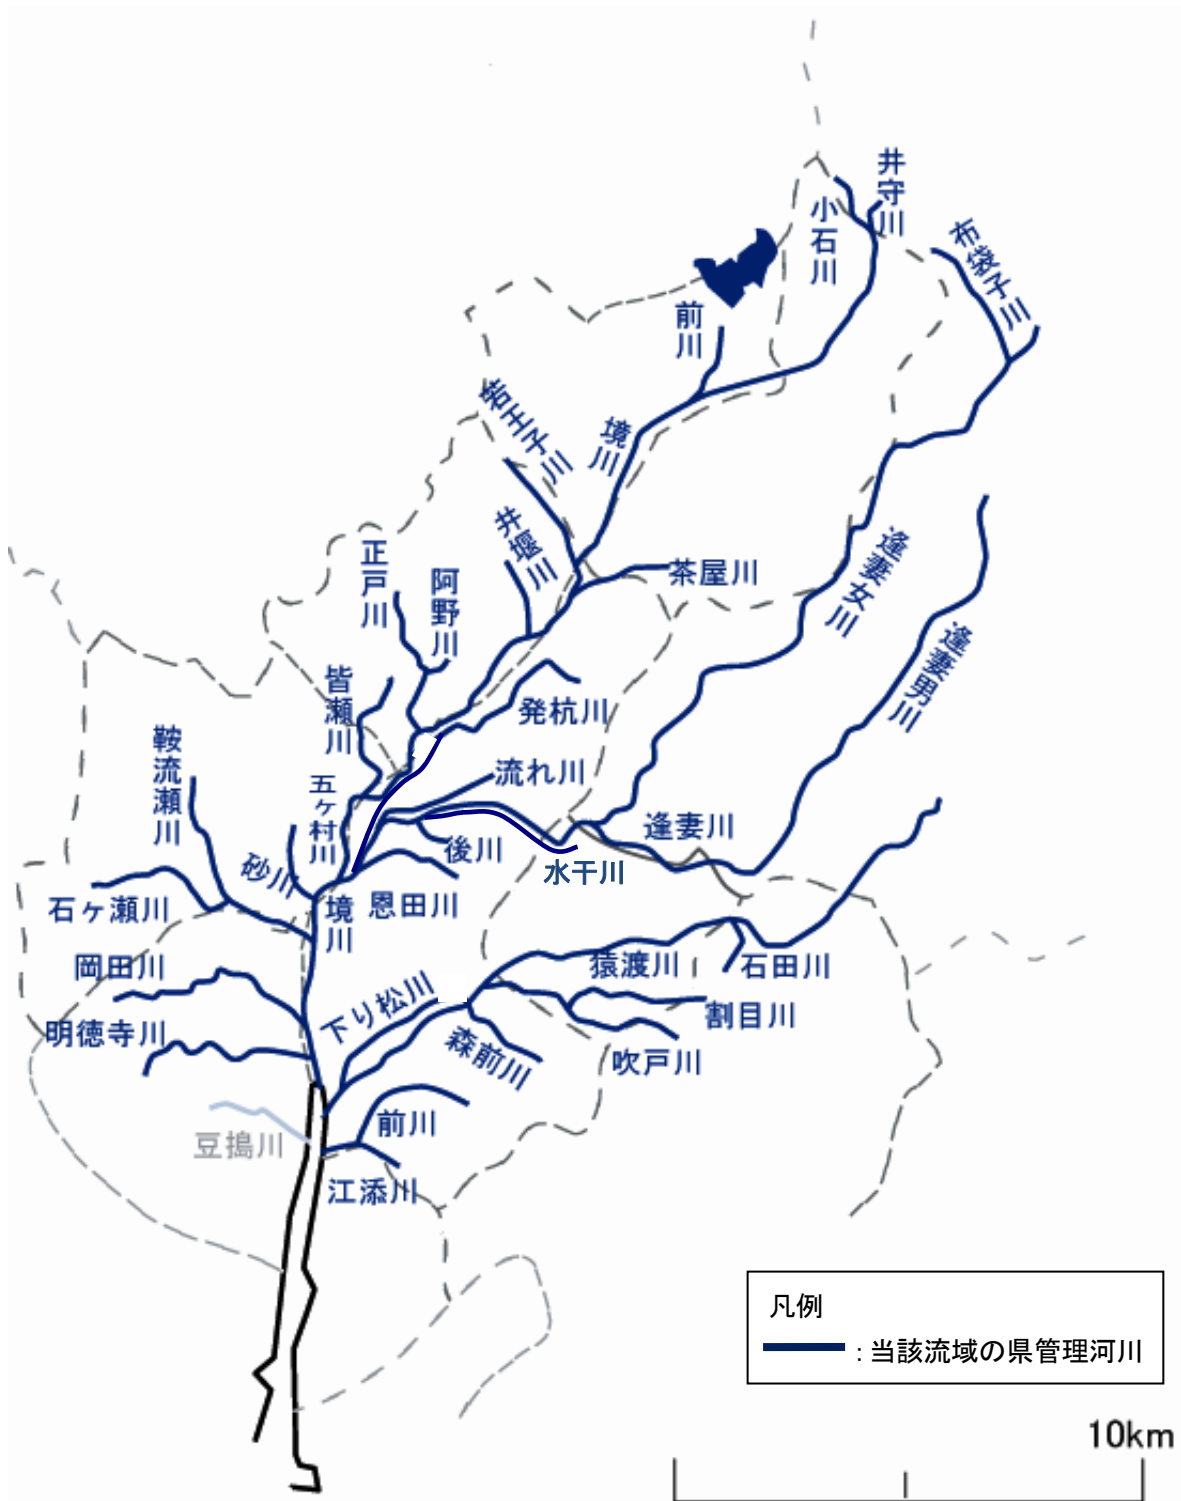 井守川
小石川
布袋子川
前川
若王子川
境川
井堰川
正戸川
阿野川
茶屋川
逢妻女川
逢妻男川
皆瀬川
発杭川
鞍流瀬川
五ヶ村川
流れ川
逢妻川
後川
水干川
砂川
石ヶ瀬川
境川
恩田川
岡田川
猿渡川
石田川
下り松川
割目川
明徳寺川
森前川
吹戸川
前川
豆搗川
江添川
凡例
：当該流域の県管理河川
10km